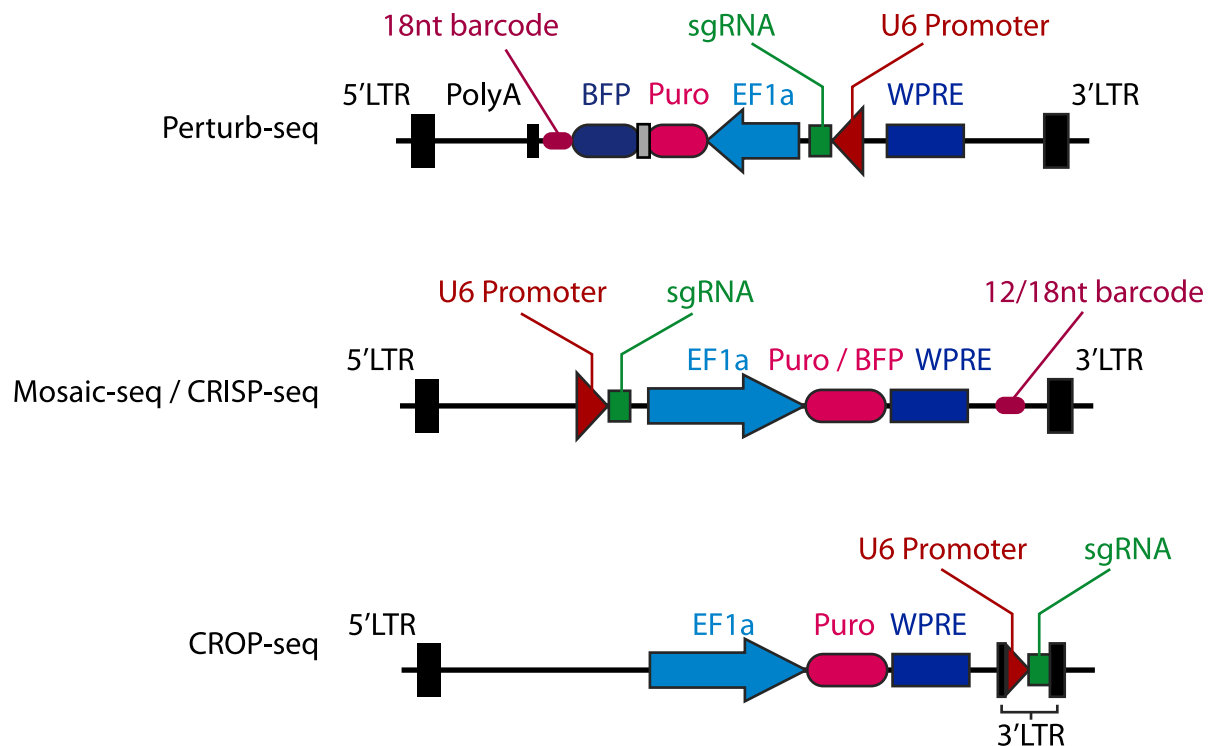 18nt barcode
sgRNA
U6 Promoter
5’LTR
PolyA
BFP
Puro
EF1a
WPRE
3’LTR
Perturb-seq
U6 Promoter
sgRNA
12/18nt barcode
5’LTR
EF1a
Puro / BFP
WPRE
3’LTR
Mosaic-seq / CRISP-seq
U6 Promoter
sgRNA
5’LTR
EF1a
Puro
WPRE
CROP-seq
3’LTR